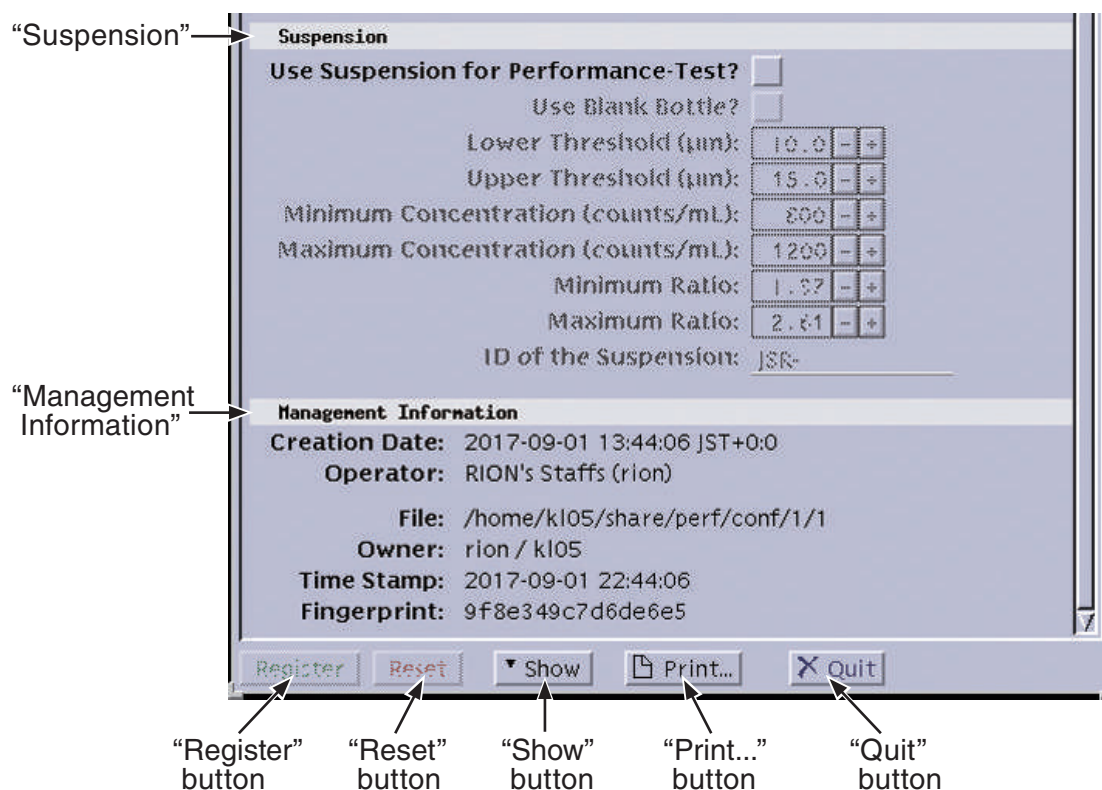 “Suspension”
Suspension
Use Suspension for Performance-Test?
Use Blank Bottle?
Lower Threshold (µm): 10.0 - +
Upper Threshold (µm): 15.0 - +
Minimum Concentration (counts/mL): 800 - +
Maximum Concentration (counts/mL): 1200 - +
Minimum Ratio: - +
Maximum Ratio: 2.61 - +
ID of the Suspension: JSR-
“Management
Information”
Management Information
Creation Date: 2017-09-01 13:44:06 JST+0:0
Operator: RION's Staffs (rion)
File: /home/kl05/share/perf/conf/1/1
Owner: rion / kl05
Time Stamp: 2017-09-01 22:44:06
Fingerprint: 9f8e349c7d6de6e5
Register Reset Show Print... Quit
“Register” “Reset” “Show” “Print...” “Quit”
button button button button button